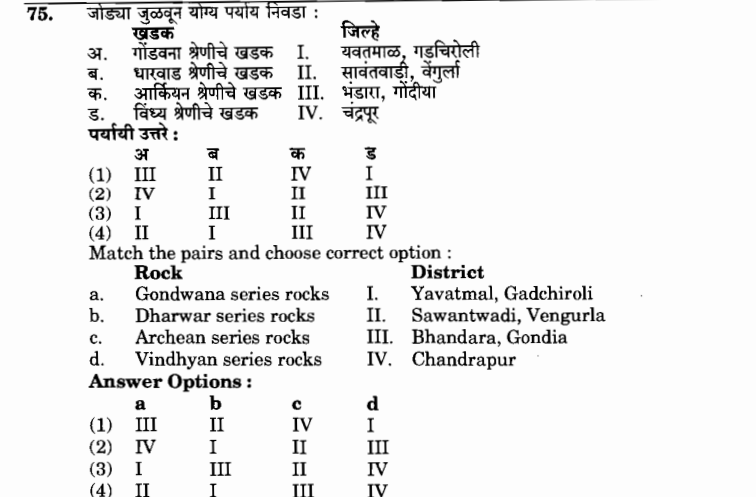 75. जोड्या जुळवून योग्य पर्याय निवडा :
खडक जिल्हे
अ. गोंडवना श्रेणीचे खडक I. यवतमाळ, गडचिरोली
ब. धारवाड श्रेणीचे खडक II. सावंतवाडी, वेंगुर्ला
क. आर्कियन श्रेणीचे खडक III. भंडारा, गोंदीया
ड. विंध्य श्रेणीचे खडक IV. चंद्रपूर
पर्यायी उत्तरे :
अ ब क ड
(1) III II IV I
(2) IV I II III
(3) I III II IV
(4) II I III IV
Match the pairs and choose correct option :
Rock District
a. Gondwana series rocks I. Yavatmal, Gadchiroli
b. Dharwar series rocks II. Sawantwadi, Vengurla
c. Archean series rocks III. Bhandara, Gondia
d. Vindhyan series rocks IV. Chandrapur
Answer Options :
a b c d
(1) III II IV I
(2) IV I II III
(3) I III II IV
(4) II I III IV